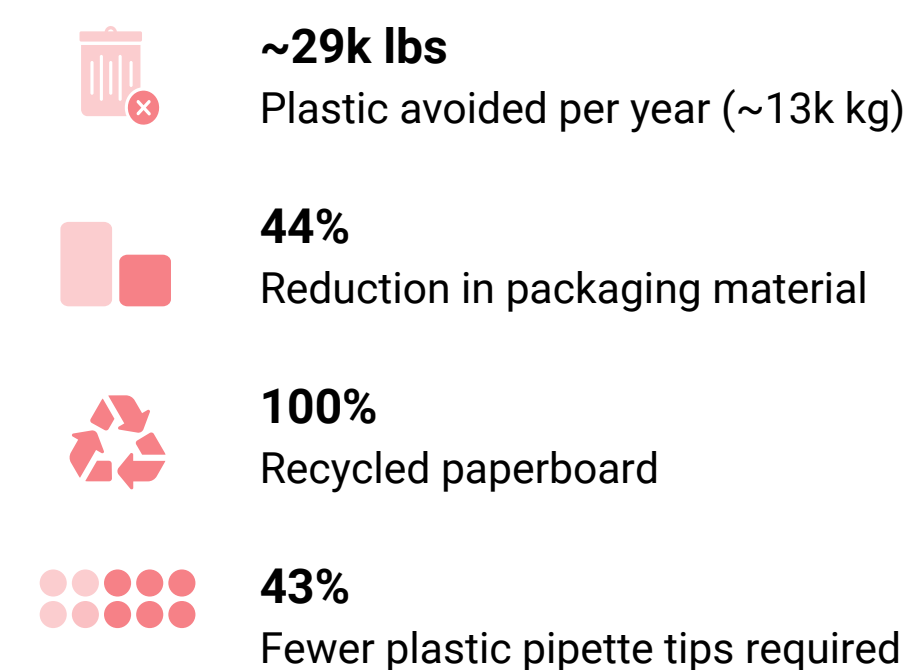 ~29k lbs
Plastic avoided per year (~13k kg)
44%
Reduction in packaging material
100%
Recycled paperboard
43%
Fewer plastic pipette tips required